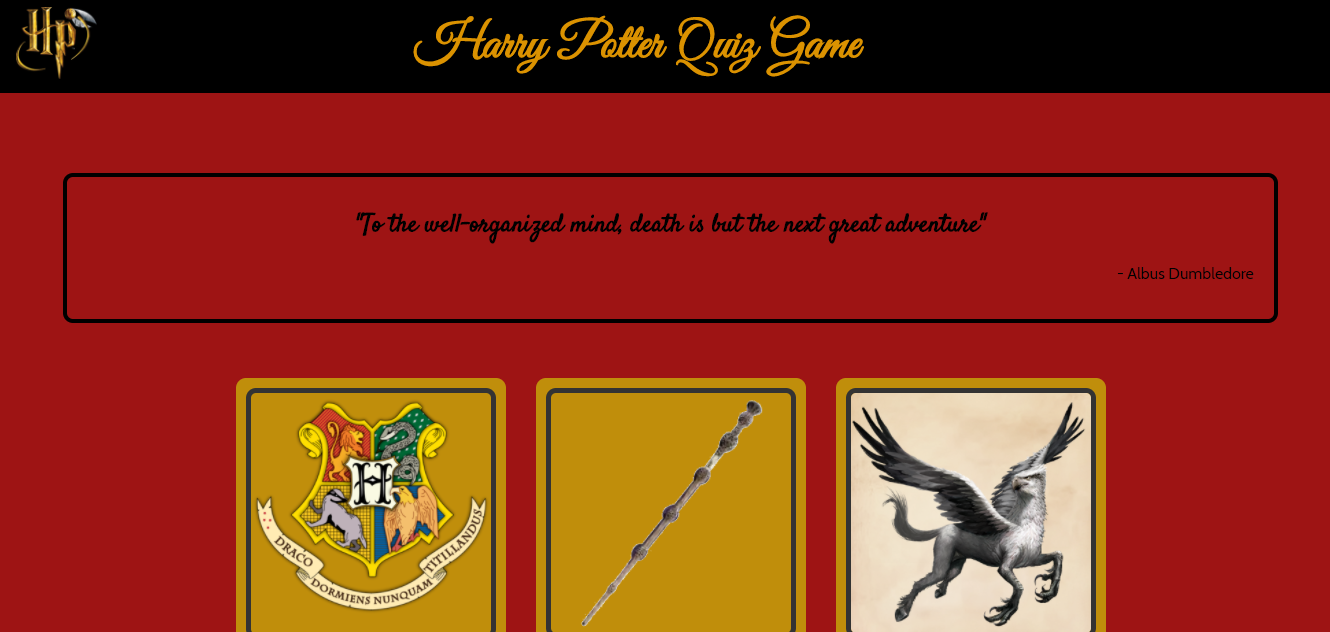 HP
Harry Potter Quiz Game
"To the well-organized mind, death is but the next great adventure"
- Albus Dumbledore
H
DRACO DORMIENS NUNQUAM TITILLANDUS